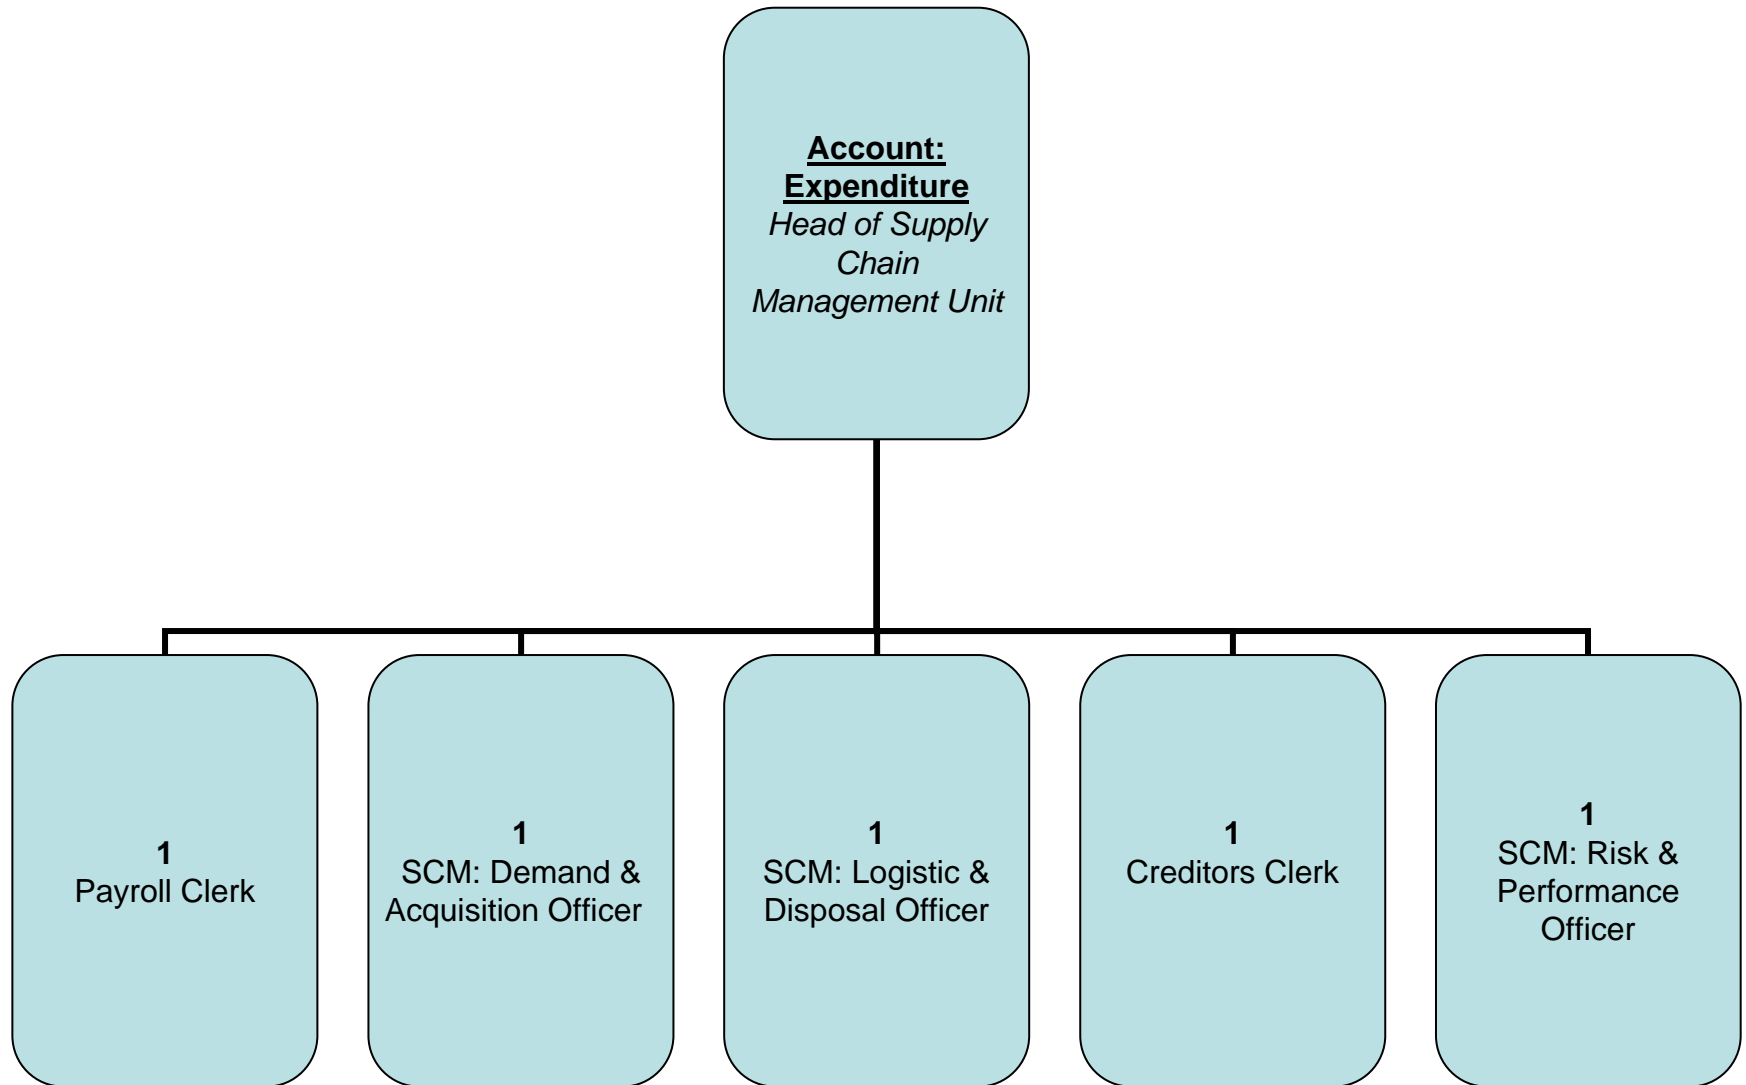 Account:
Expenditure
Head of Supply
Chain
Management Unit
1
Payroll Clerk
1
SCM: Demand &
Acquisition Officer
1
SCM: Logistic &
Disposal Officer
1
Creditors Clerk
1
SCM: Risk &
Performance
Officer